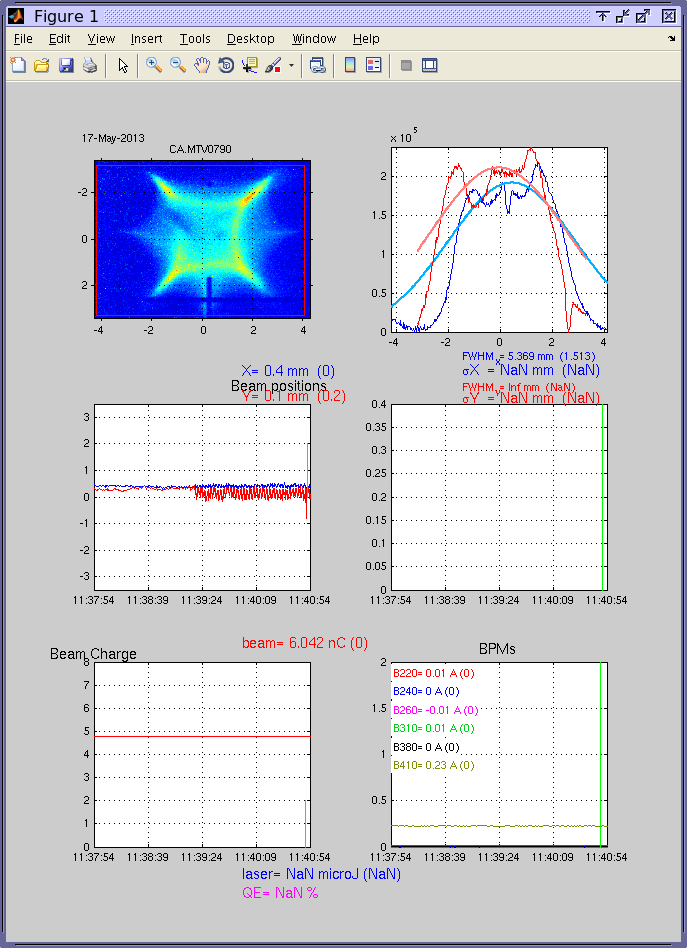 Figure 1
File Edit View Insert Tools Desktop Window Help
17-May-2013
CA.MTV0790
-2
0
2
-4 -2 0 2 4
x 10^5
2
1.5
1
0.5
0
-4 -2 0 2 4
X= 0.4 mm (0)
Y= 0.1 mm (0.2)
FWHM_x= 5.369 mm (1.513)
σX = NaN mm (NaN)
FWHM_Y= Inf mm (NaN)
σY = NaN mm (NaN)
Beam positions
3
2
1
0
-1
-2
-3
11:37:54 11:38:39 11:39:24 11:40:09 11:40:54
0.4
0.35
0.3
0.25
0.2
0.15
0.1
0.05
0
11:37:54 11:38:39 11:39:24 11:40:09 11:40:54
beam= 6.042 nC (0)
Beam Charge
8
7
6
5
4
3
2
1
0
11:37:54 11:38:39 11:39:24 11:40:09 11:40:54
BPMs
2
1.5
1
0.5
0
B220= 0.01 A (0)
B240= 0 A (0)
B260= -0.01 A (0)
B310= 0.01 A (0)
B380= 0 A (0)
B410= 0.23 A (0)
11:37:54 11:38:39 11:39:24 11:40:09 11:40:54
laser= NaN microJ (NaN)
QE= NaN %